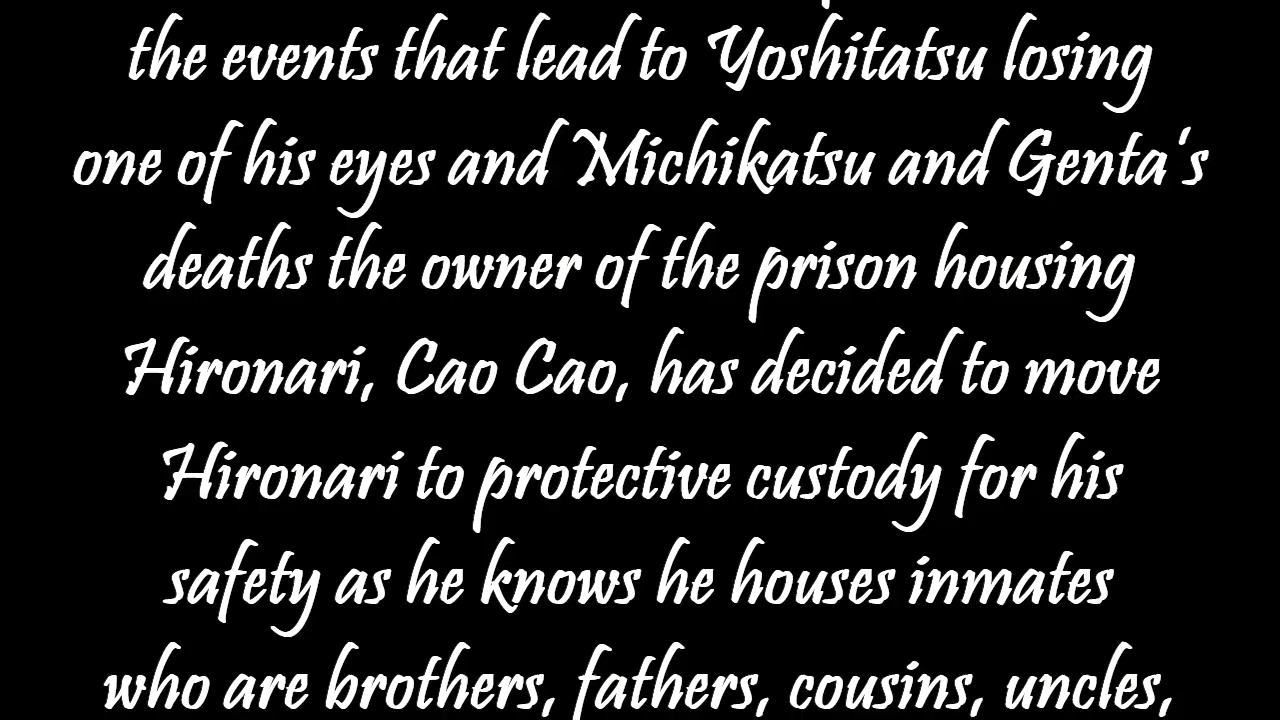 the events that lead to Yoshitatsu losing
one of his eyes and Michikatsu and Genta's
deaths the owner of the prison housing
Hironari, Cao Cao, has decided to move
Hironari to protective custody for his
safety as he knows he houses inmates
who are brothers, fathers, cousins, uncles,